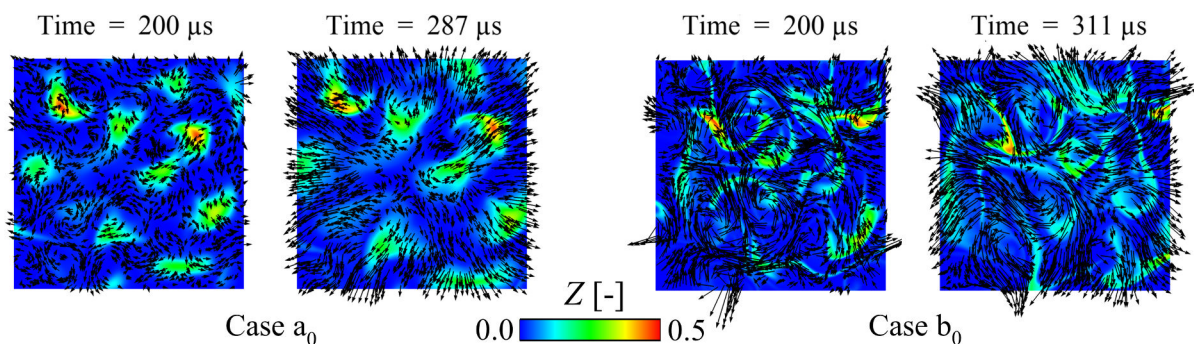 Time = 200 µs
Time = 287 µs
Time = 200 µs
Time = 311 µs
Z [-]
Case a₀
0.0
0.5
Case b₀